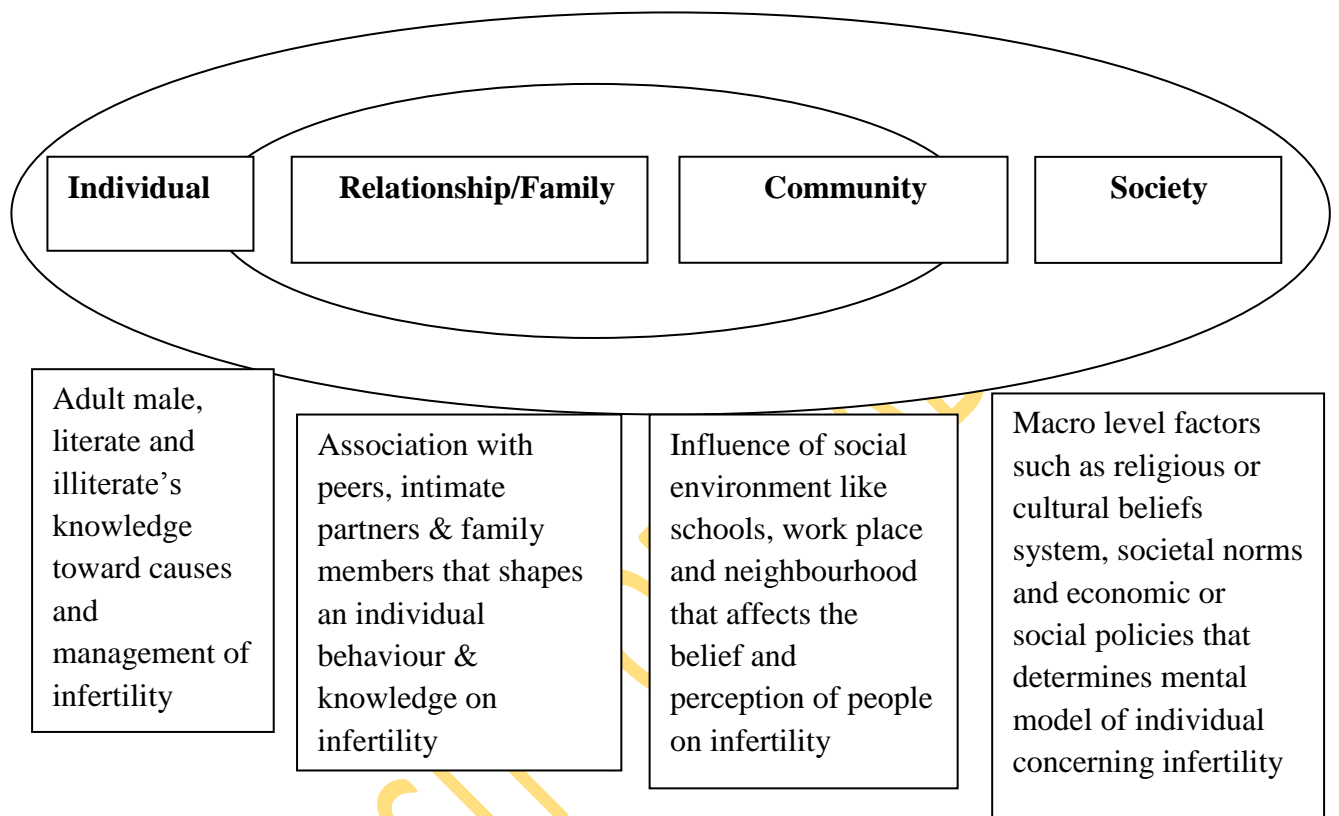 Individual
Relationship/Family
Community
Society
Adult male,
literate and
illiterate’s
knowledge
toward causes
and
management of
infertility
Association with
peers, intimate
partners & family
members that shapes
an individual
behaviour &
knowledge on
infertility
Influence of social
environment like
schools, work place
and neighbourhood
that affects the
belief and
perception of people
on infertility
Macro level factors
such as religious or
cultural beliefs
system, societal norms
and economic or
social policies that
determines mental
model of individual
concerning infertility